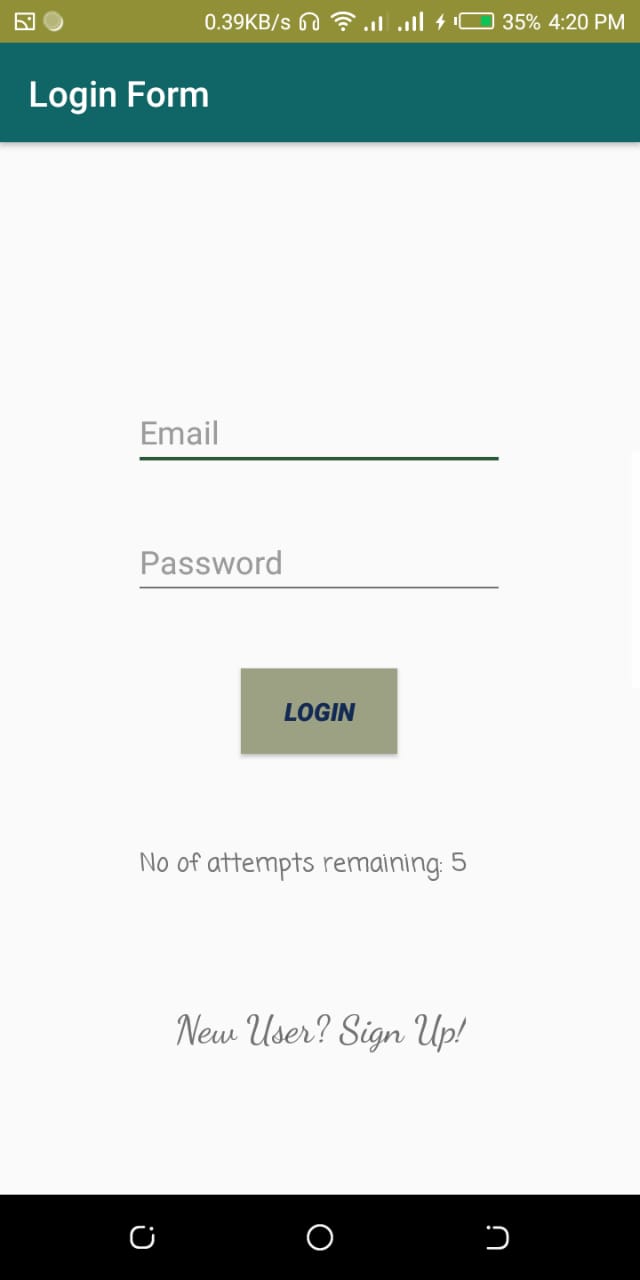 0.39KB/s 35% 4:20 PM
Login Form
Email
Password
LOGIN
No of attempts remaining: 5
New User? Sign Up!